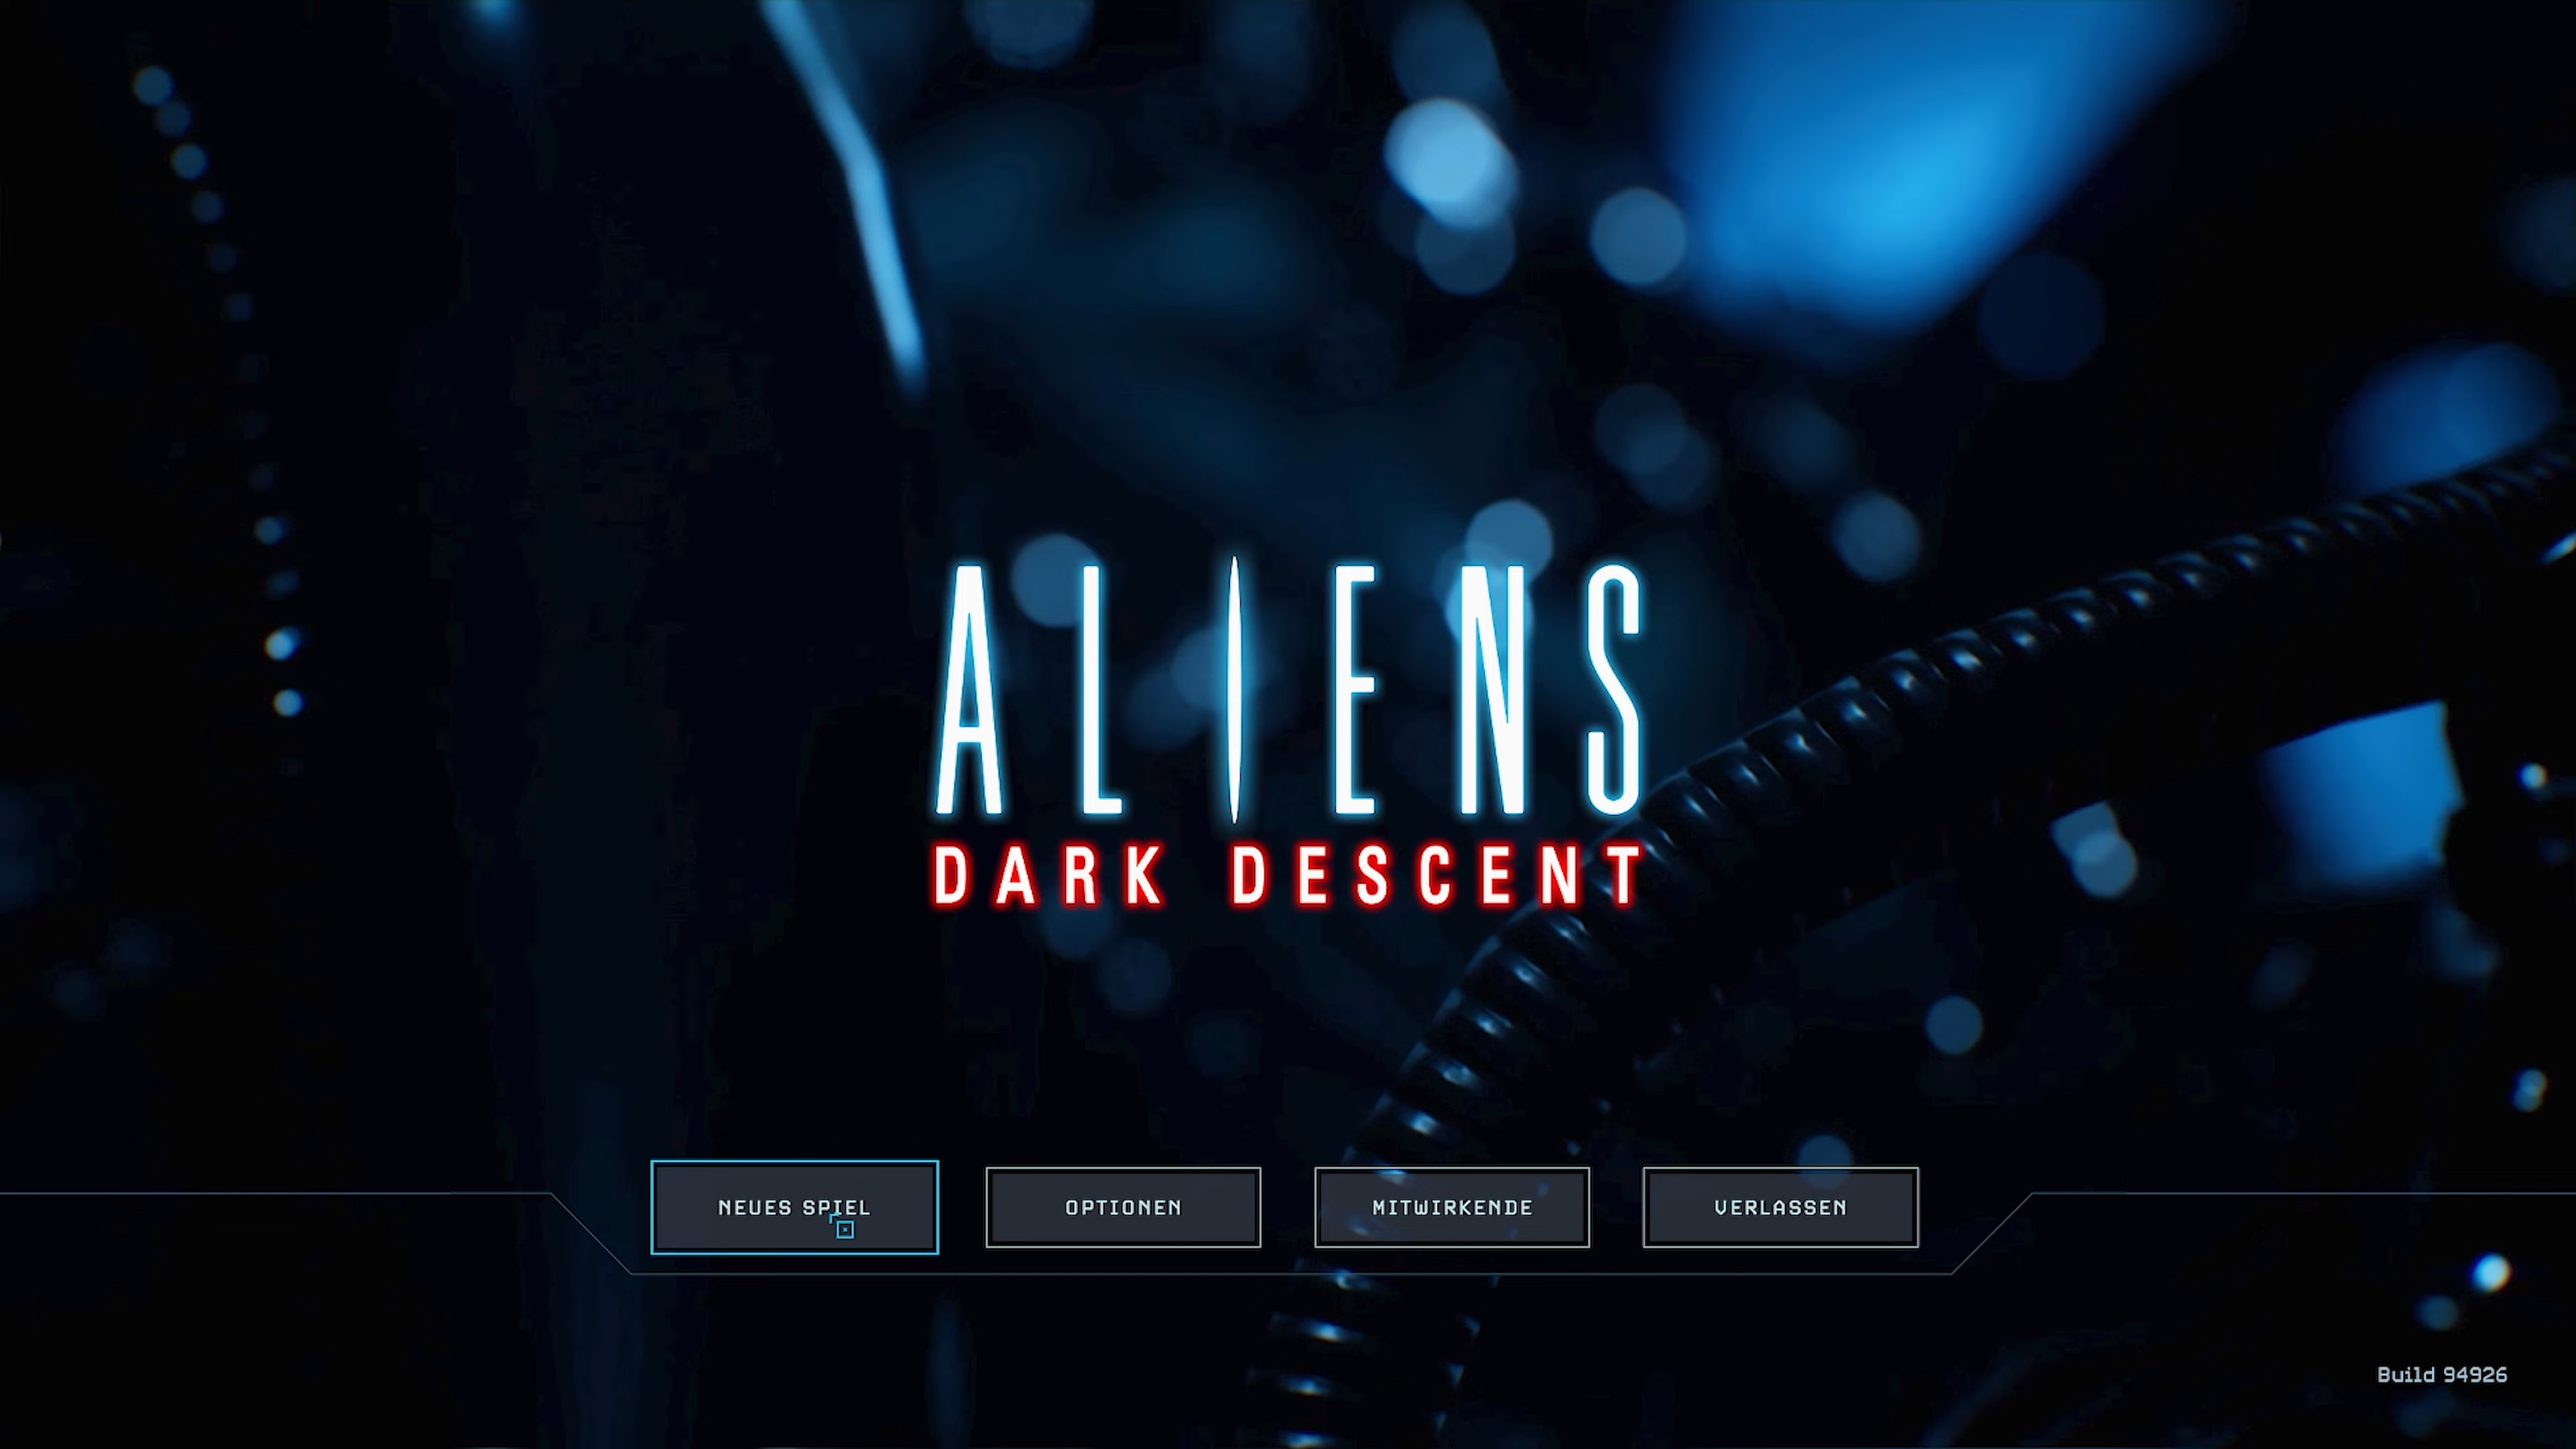 ALIENS
DARK DESCENT
NEUES SPIEL
OPTIONEN
MITWIRKENDE
VERLASSEN
Build 94926